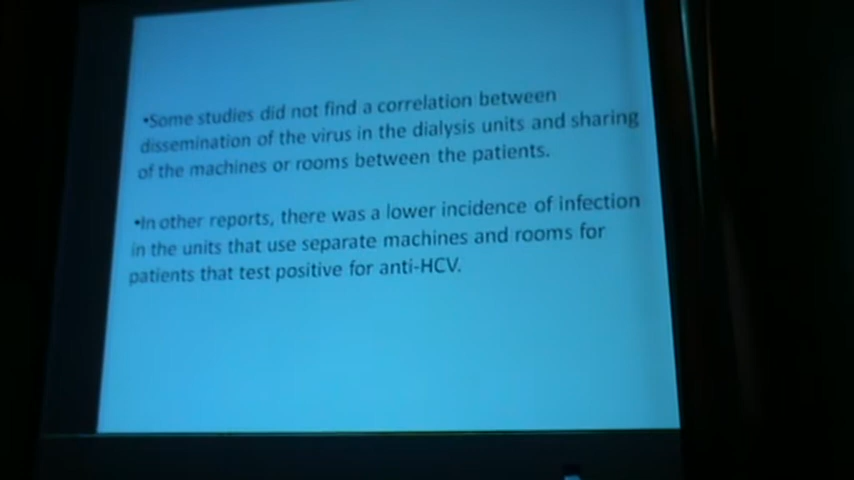 •Some studies did not find a correlation between
dissemination of the virus in the dialysis units and sharing
of the machines or rooms between the patients.
•In other reports, there was a lower incidence of infection
in the units that use separate machines and rooms for
patients that test positive for anti-HCV.